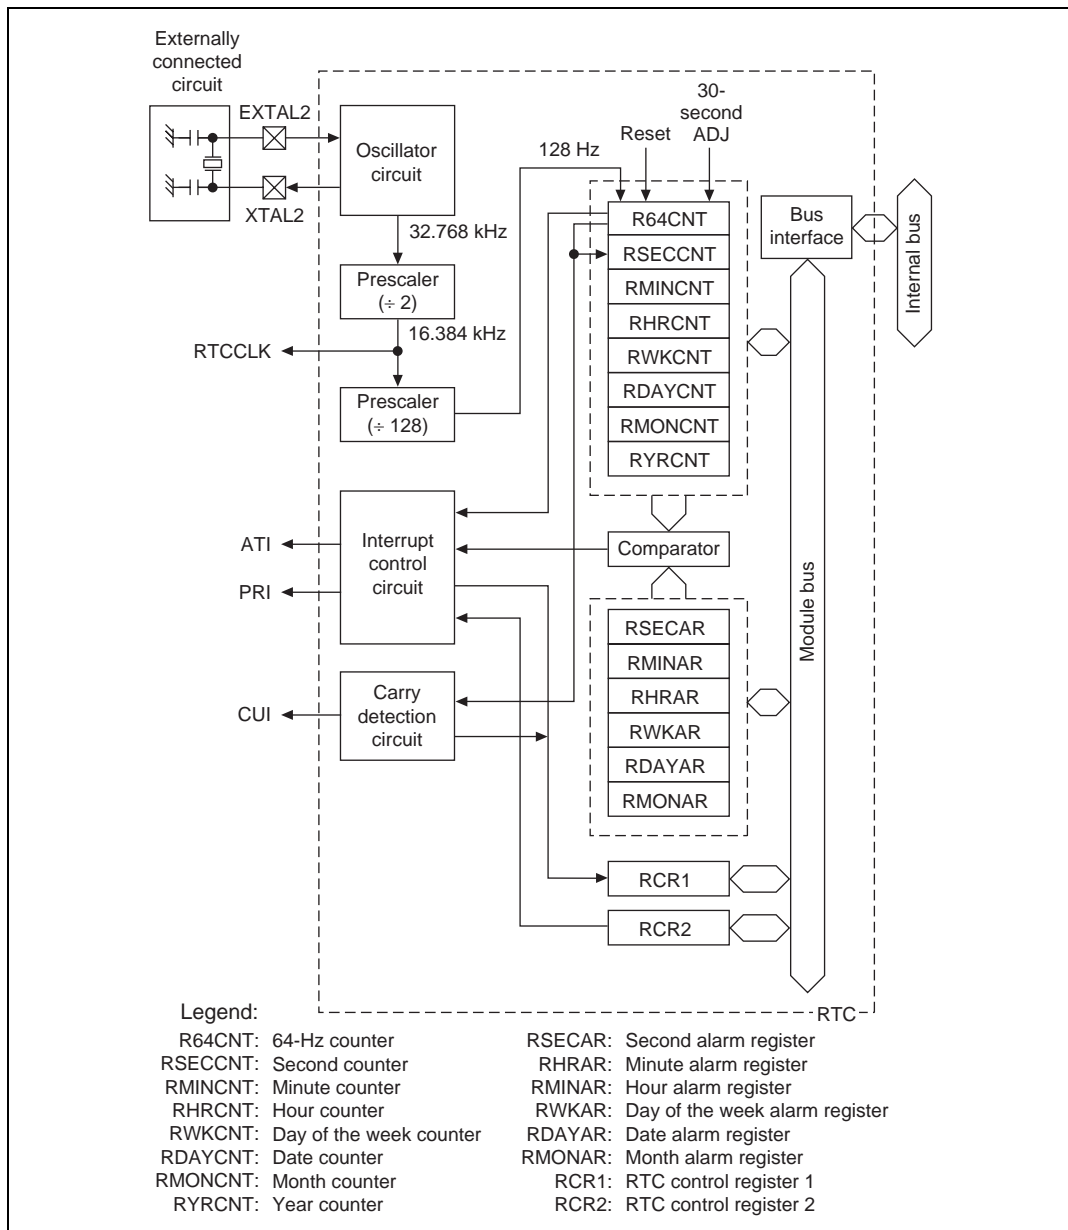 Externally
connected
circuit
EXTAL2
XTAL2
Oscillator
circuit
32.768 kHz
Prescaler
(÷ 2)
16.384 kHz
RTCCLK
Prescaler
(÷ 128)
128 Hz
Reset
30-
second
ADJ
R64CNT
RSECCNT
RMINCNT
RHRCNT
RWKCNT
RDAYCNT
RMONCNT
RYRCNT
Bus
interface
Internal bus
Module bus
ATI
PRI
Interrupt
control
circuit
Comparator
CUI
Carry
detection
circuit
RSECAR
RMINAR
RHRAR
RWKAR
RDAYAR
RMONAR
RCR1
RCR2
RTC
Legend:
R64CNT: 64-Hz counter
RSECCNT: Second counter
RMINCNT: Minute counter
RHRCNT: Hour counter
RWKCNT: Day of the week counter
RDAYCNT: Date counter
RMONCNT: Month counter
RYRCNT: Year counter
RSECAR: Second alarm register
RHRAR: Minute alarm register
RMINAR: Hour alarm register
RWKAR: Day of the week alarm register
RDAYAR: Date alarm register
RMONAR: Month alarm register
RCR1: RTC control register 1
RCR2: RTC control register 2